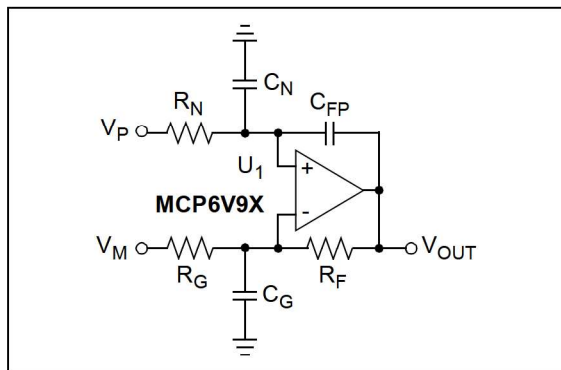 C_N
R_N
C_FP
V_P
U_1
+
MCP6V9X
-
V_M
V_OUT
R_G
R_F
C_G